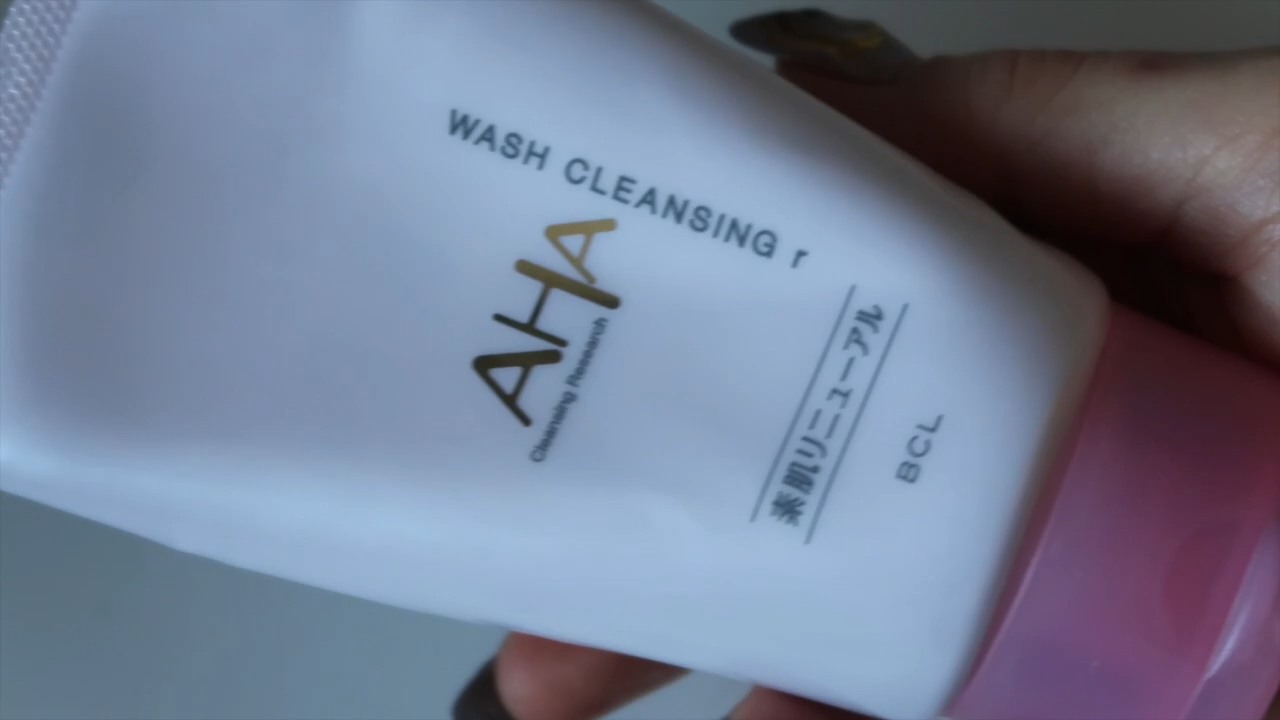 WASH CLEANSING r
AHA
Cleansing Research
素肌リニューアル
BCL